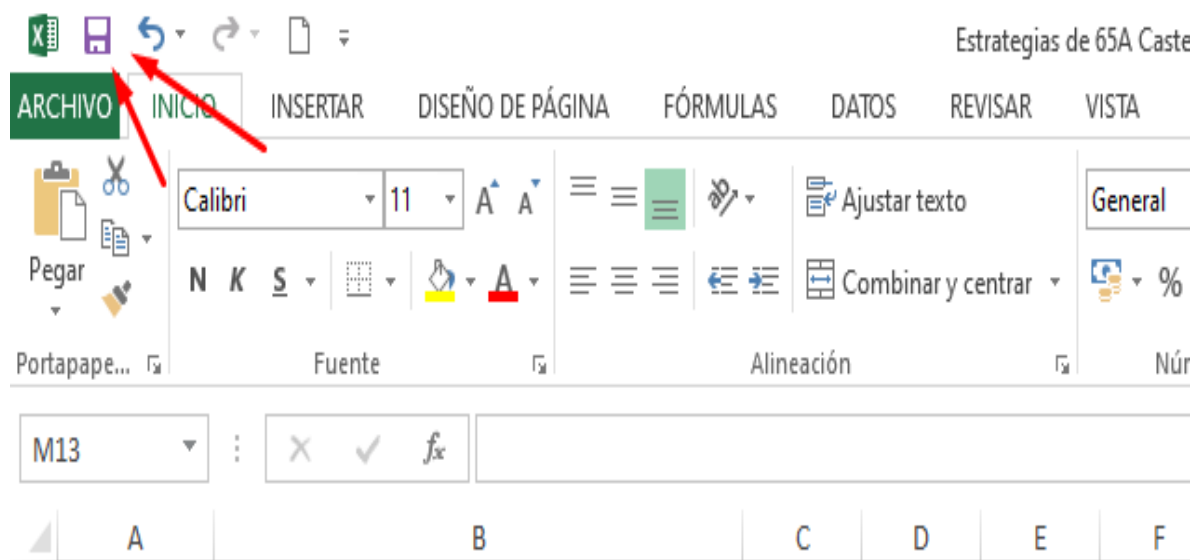 Estrategias de 65A Caste
ARCHIVO INICIO INSERTAR DISEÑO DE PÁGINA FÓRMULAS DATOS REVISAR VISTA
Calibri 11 A A Ajustar texto General
Pegar N K S A Combinar y centrar %
Portapape... Fuente Alineación Núr
M13 fx
A B C D E F